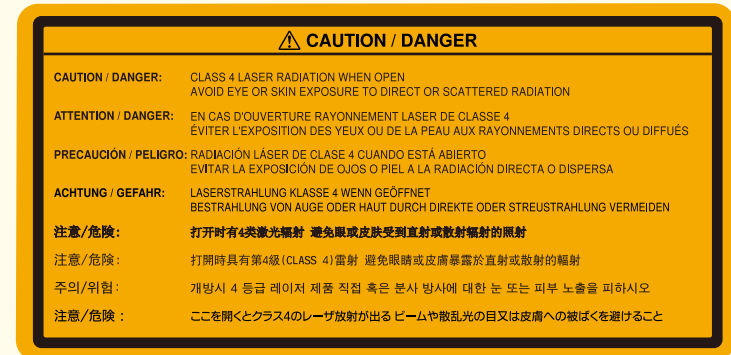 ⚠ CAUTION / DANGER
CAUTION / DANGER: CLASS 4 LASER RADIATION WHEN OPEN
AVOID EYE OR SKIN EXPOSURE TO DIRECT OR SCATTERED RADIATION
ATTENTION / DANGER: EN CAS D'OUVERTURE RAYONNEMENT LASER DE CLASSE 4
ÉVITER L'EXPOSITION DES YEUX OU DE LA PEAU AUX RAYONNEMENTS DIRECTS OU DIFFUÉS
PRECAUCIÓN / PELIGRO: RADIACIÓN LÁSER DE CLASE 4 CUANDO ESTÁ ABIERTO
EVITAR LA EXPOSICIÓN DE OJOS O PIEL A LA RADIACIÓN DIRECTA O DISPERSA
ACHTUNG / GEFAHR: LASERSTRAHLUNG KLASSE 4 WENN GEÖFFNET
BESTRAHLUNG VON AUGE ODER HAUT DURCH DIREKTE ODER STREUSTRAHLUNG VERMEIDEN
注意/危险: 打开时有4类激光辐射 避免眼或皮肤受到直射或散射辐射的照射
注意/危險: 打開時具有第4級(CLASS 4)雷射 避免眼睛或皮膚暴露於直射或散射的輻射
주의/위험: 개방시 4 등급 레이저 제품 직접 혹은 분사 방사에 대한 눈 또는 피부 노출을 피하시오
注意/危険 : ここを開くとクラス4のレーザ放射が出る ビームや散乱光の目又は皮膚への被ばくを避けること